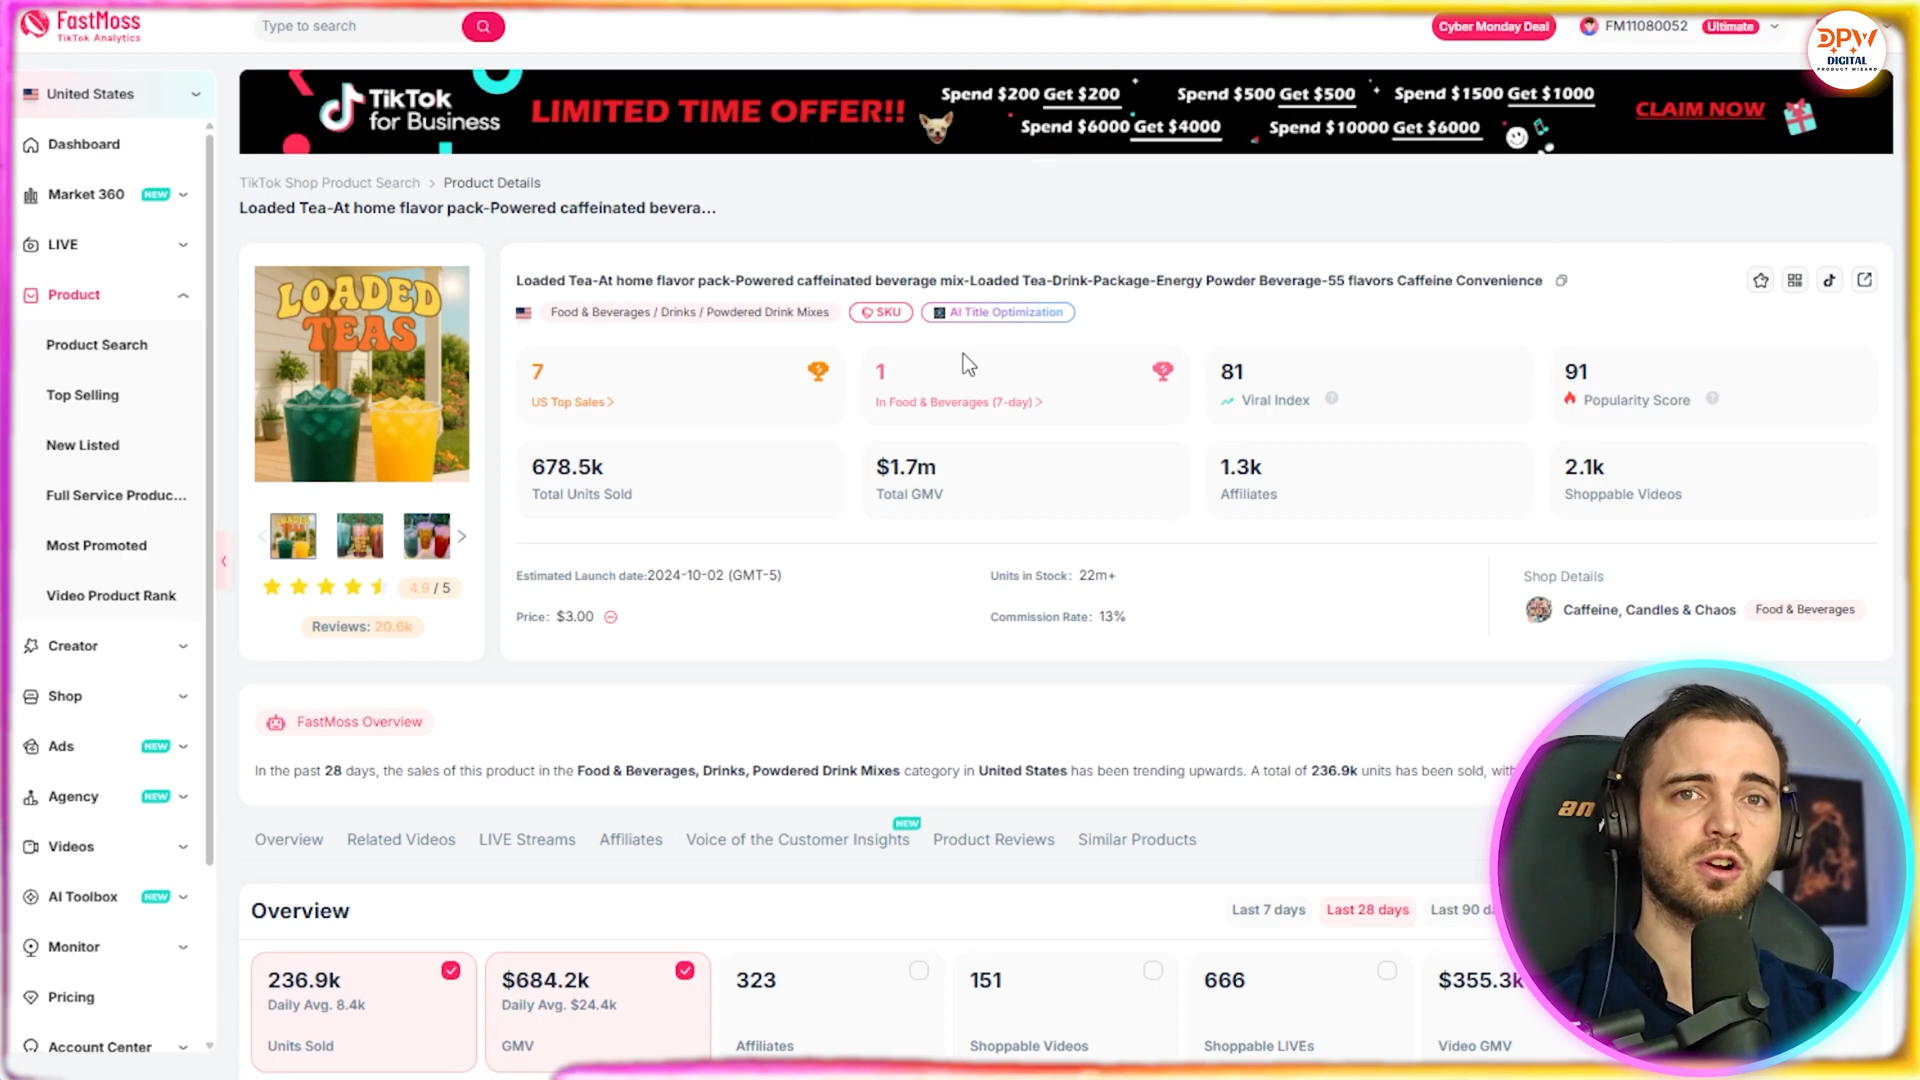 FastMoss
TikTok Analytics
Type to search
Cyber Monday Deal
FM11080052
Ultimate
DPW
DIGITAL
PRODUCT WIZARD
United States
Dashboard
Market 360 NEW
LIVE
Product
Product Search
Top Selling
New Listed
Full Service Produc...
Most Promoted
Video Product Rank
Creator
Shop
Ads NEW
Agency NEW
Videos
AI Toolbox NEW
Monitor
Pricing
Account Center
TikTok
for Business
LIMITED TIME OFFER!!
Spend $200 Get $200
Spend $500 Get $500
Spend $1500 Get $1000
Spend $6000 Get $4000
Spend $10000 Get $6000
CLAIM NOW
TikTok Shop Product Search > Product Details
Loaded Tea-At home flavor pack-Powered caffeinated bevera...
LOADED
TEAS
4.9 / 5
Reviews: 20.6k
Loaded Tea-At home flavor pack-Powered caffeinated beverage mix-Loaded Tea-Drink-Package-Energy Powder Beverage-55 flavors Caffeine Convenience
Food & Beverages / Drinks / Powdered Drink Mixes
SKU
AI Title Optimization
7
US Top Sales >
1
In Food & Beverages (7-day) >
81
Viral Index
91
Popularity Score
678.5k
Total Units Sold
$1.7m
Total GMV
1.3k
Affiliates
2.1k
Shoppable Videos
Estimated Launch date:2024-10-02 (GMT-5)
Units in Stock: 22m+
Price: $3.00
Commission Rate: 13%
Shop Details
Caffeine, Candles & Chaos
Food & Beverages
FastMoss Overview
In the past 28 days, the sales of this product in the Food & Beverages, Drinks, Powdered Drink Mixes category in United States has been trending upwards. A total of 236.9k units has been sold, with
Overview
Related Videos
LIVE Streams
Affiliates
Voice of the Customer Insights NEW
Product Reviews
Similar Products
Overview
Last 7 days
Last 28 days
Last 90 da
236.9k
Daily Avg. 8.4k
Units Sold
$684.2k
Daily Avg. $24.4k
GMV
323
Affiliates
151
Shoppable Videos
666
Shoppable LIVEs
$355.3k
Video GMV
an